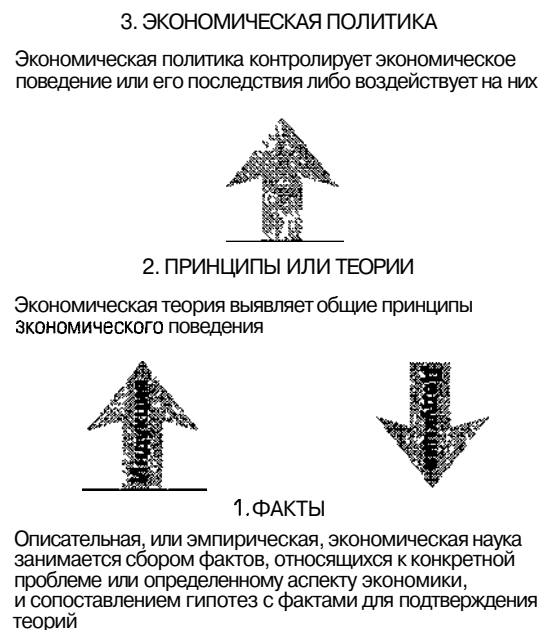 3. ЭКОНОМИЧЕСКАЯ ПОЛИТИКА
Экономическая политика контролирует экономическое
поведение или его последствия либо воздействует на них
2. ПРИНЦИПЫ ИЛИ ТЕОРИИ
Экономическая теория выявляет общие принципы
экономического поведения
Индукция
Дедукция
1. ФАКТЫ
Описательная, или эмпирическая, экономическая наука
занимается сбором фактов, относящихся к конкретной
проблеме или определенному аспекту экономики,
и сопоставлением гипотез с фактами для подтверждения
теорий